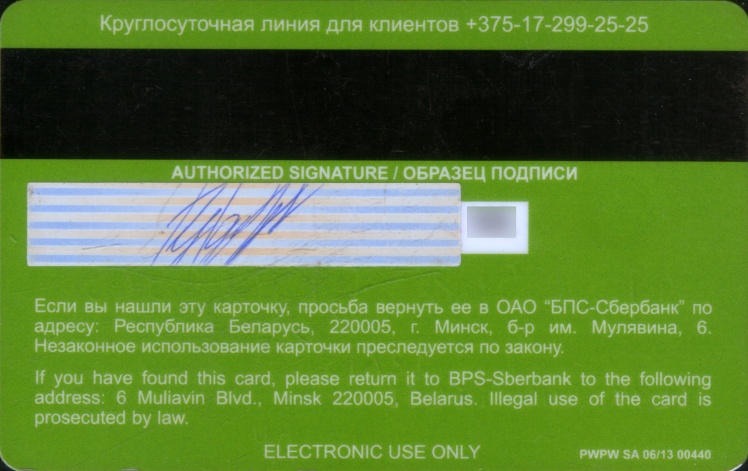 Круглосуточная линия для клиентов +375-17-299-25-25
AUTHORIZED SIGNATURE / ОБРАЗЕЦ ПОДПИСИ
Если вы нашли эту карточку, просьба вернуть ее в ОАО “БПС-Сбербанк” по
адресу: Республика Беларусь, 220005, г. Минск, б-р им. Мулявина, 6.
Незаконное использование карточки преследуется по закону.
If you have found this card, please return it to BPS-Sberbank to the following
address: 6 Muliavin Blvd., Minsk 220005, Belarus. Illegal use of the card is
prosecuted by law.
ELECTRONIC USE ONLY
PWPW SA 06/13 00440